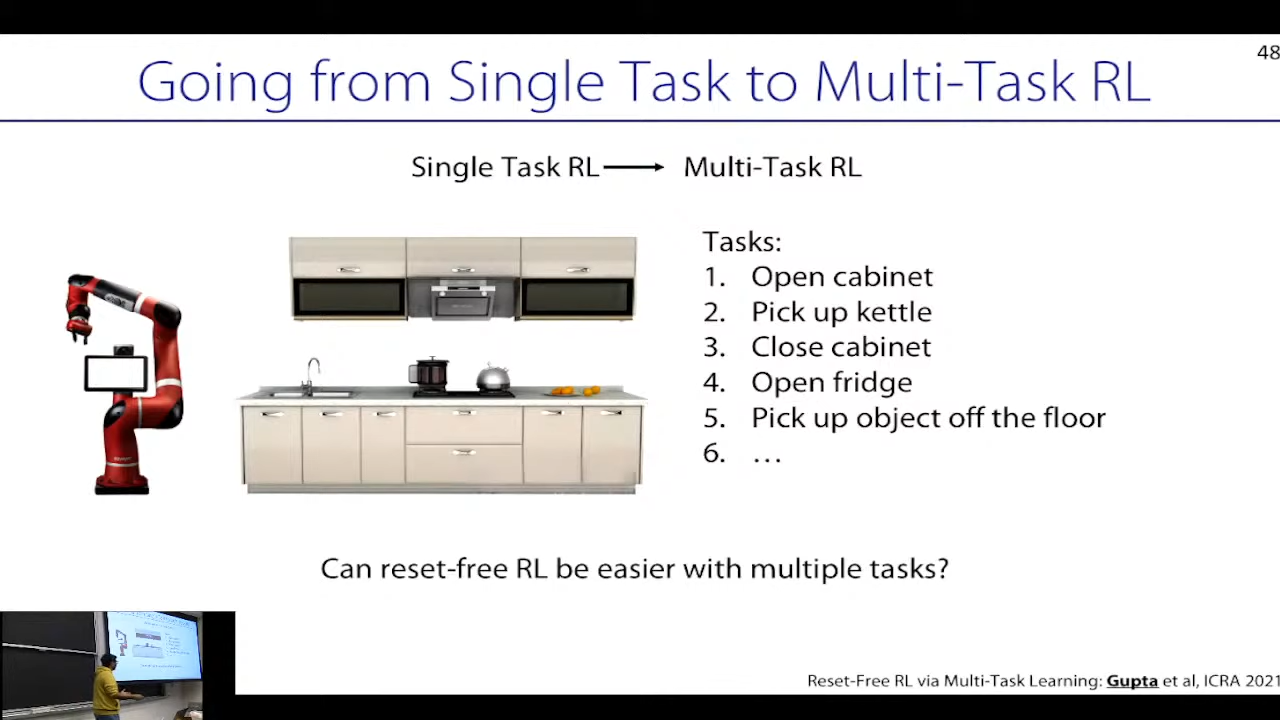 48
Going from Single Task to Multi-Task RL
Single Task RL → Multi-Task RL
Tasks:
1. Open cabinet
2. Pick up kettle
3. Close cabinet
4. Open fridge
5. Pick up object off the floor
6. …
Can reset-free RL be easier with multiple tasks?
Reset-Free RL via Multi-Task Learning: Gupta et al, ICRA 2021